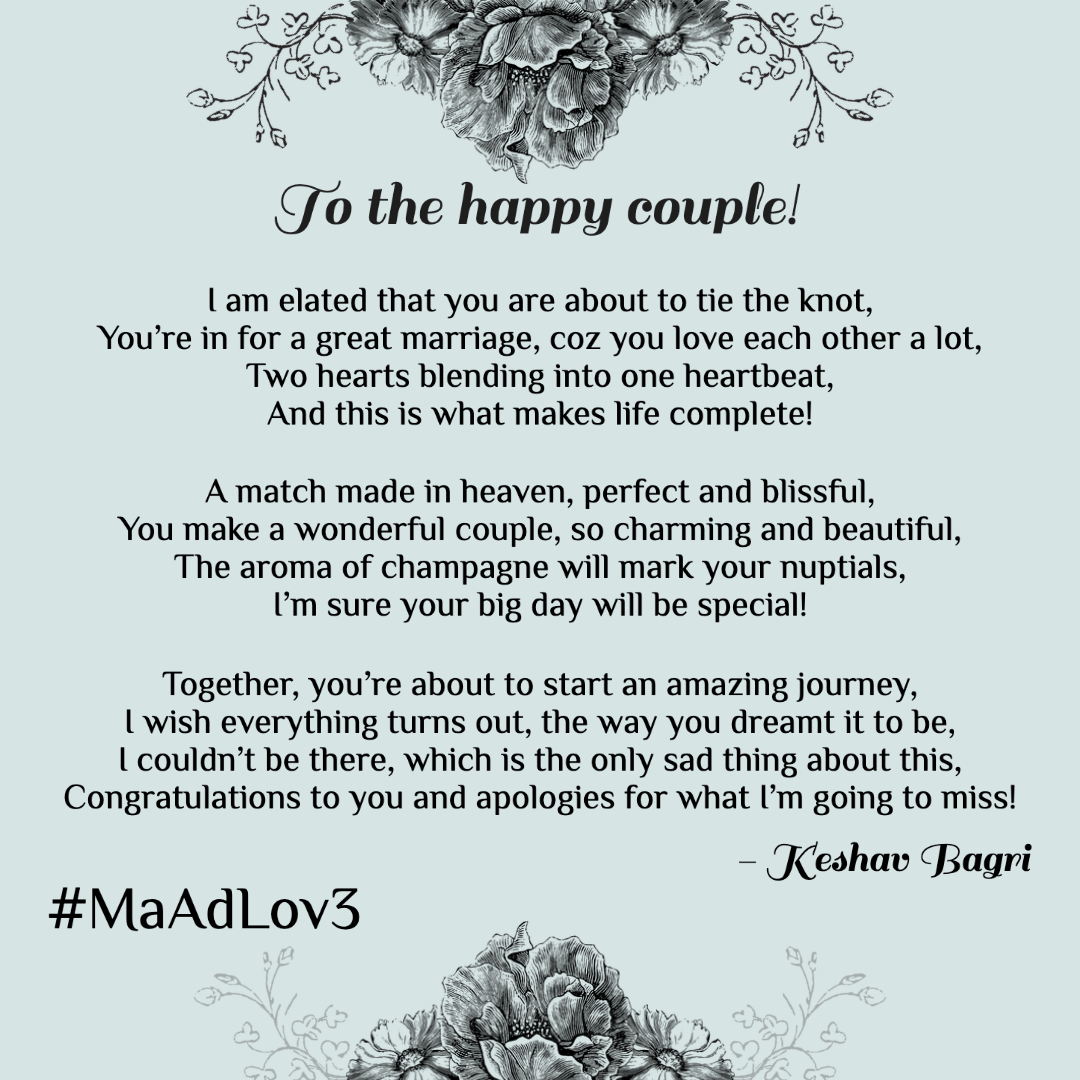 To the happy couple!
I am elated that you are about to tie the knot,
You're in for a great marriage, coz you love each other a lot,
Two hearts blending into one heartbeat,
And this is what makes life complete!
A match made in heaven, perfect and blissful,
You make a wonderful couple, so charming and beautiful,
The aroma of champagne will mark your nuptials,
I'm sure your big day will be special!
Together, you're about to start an amazing journey,
I wish everything turns out, the way you dreamt it to be,
I couldn't be there, which is the only sad thing about this,
Congratulations to you and apologies for what I'm going to miss!
– Keshav Bagri
#MaAdLov3